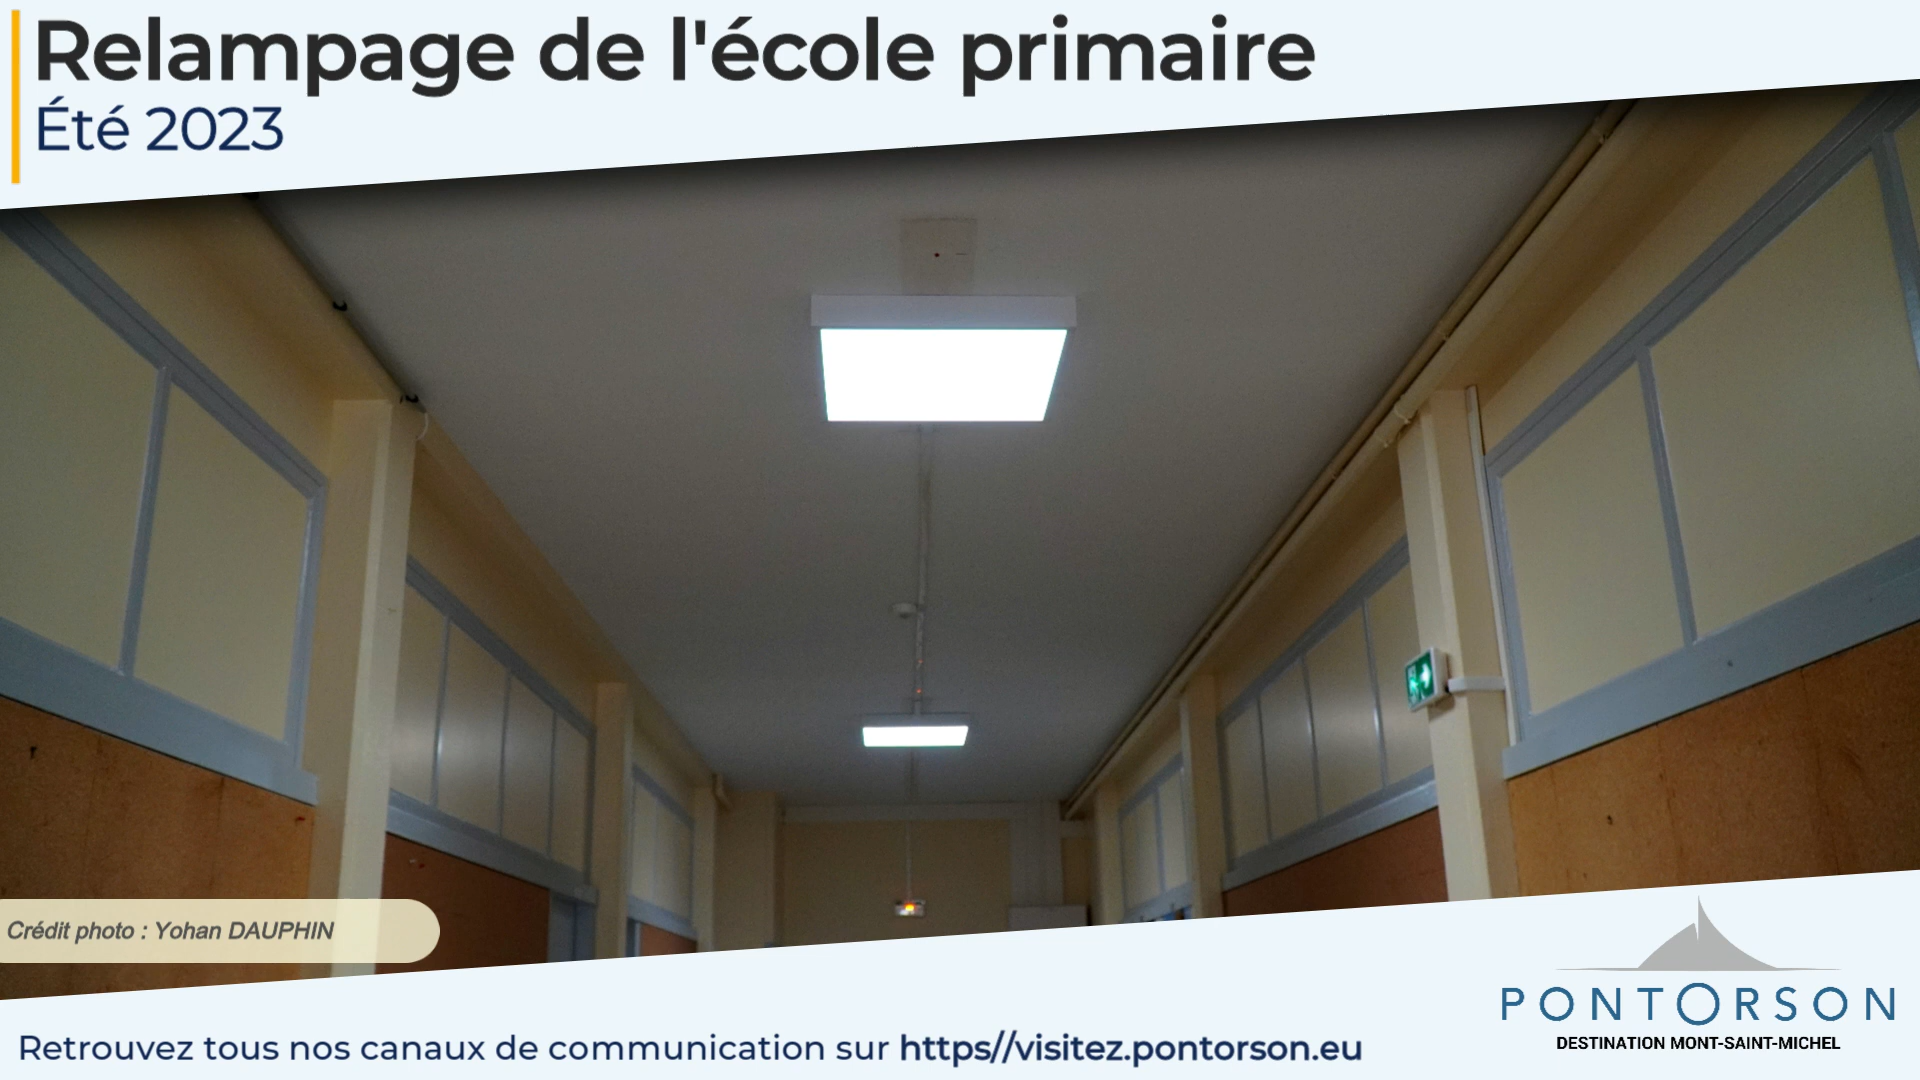 Relampage de l'école primaire
Été 2023
Crédit photo : Yohan DAUPHIN
PONTORSON
DESTINATION MONT-SAINT-MICHEL
Retrouvez tous nos canaux de communication sur https//visitez.pontorson.eu